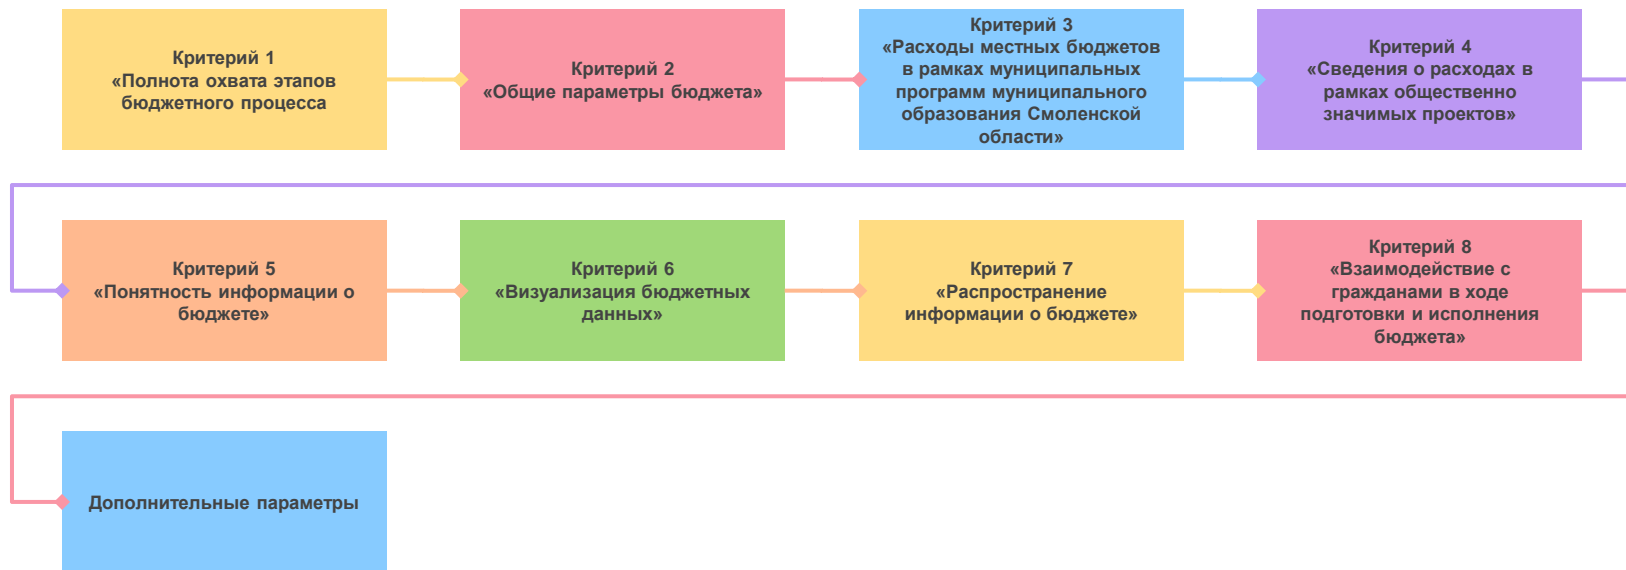 Критерий 1
«Полнота охвата этапов
бюджетного процесса
Критерий 2
«Общие параметры бюджета»
Критерий 3
«Расходы местных бюджетов
в рамках муниципальных
программ муниципального
образования Смоленской
области»
Критерий 4
«Сведения о расходах в
рамках общественно
значимых проектов»
Критерий 5
«Понятность информации о
бюджете»
Критерий 6
«Визуализация бюджетных
данных»
Критерий 7
«Распространение
информации о бюджете»
Критерий 8
«Взаимодействие с
гражданами в ходе
подготовки и исполнения
бюджета»
Дополнительные параметры